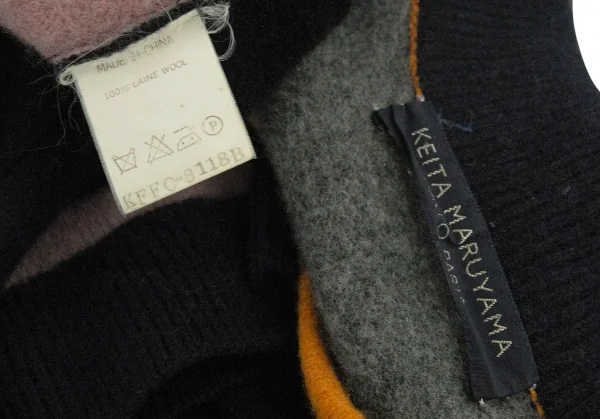 MADE IN CHINA
100% LAINE WOOL
P
KFFC-8118B
KEITA MARUYAMA